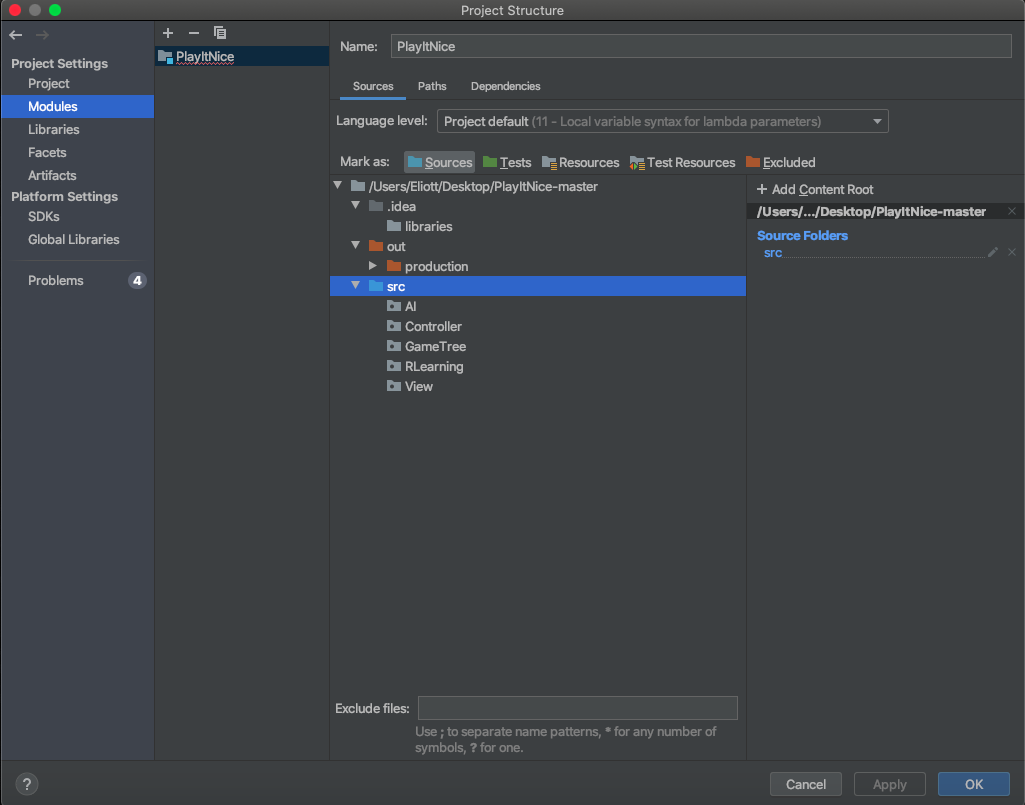 Project Structure
Project Settings
Project
Modules
Libraries
Facets
Artifacts
Platform Settings
SDKs
Global Libraries
Problems 4
PlayItNice
Name: PlayItNice
Sources Paths Dependencies
Language level: Project default (11 - Local variable syntax for lambda parameters)
Mark as: Sources Tests Resources Test Resources Excluded
/Users/Eliott/Desktop/PlayItNice-master
.idea
libraries
out
production
src
AI
Controller
GameTree
RLearning
View
+ Add Content Root
/Users/.../Desktop/PlayItNice-master
Source Folders
src
Exclude files:
Use ; to separate name patterns, * for any number of
symbols, ? for one.
? Cancel Apply OK